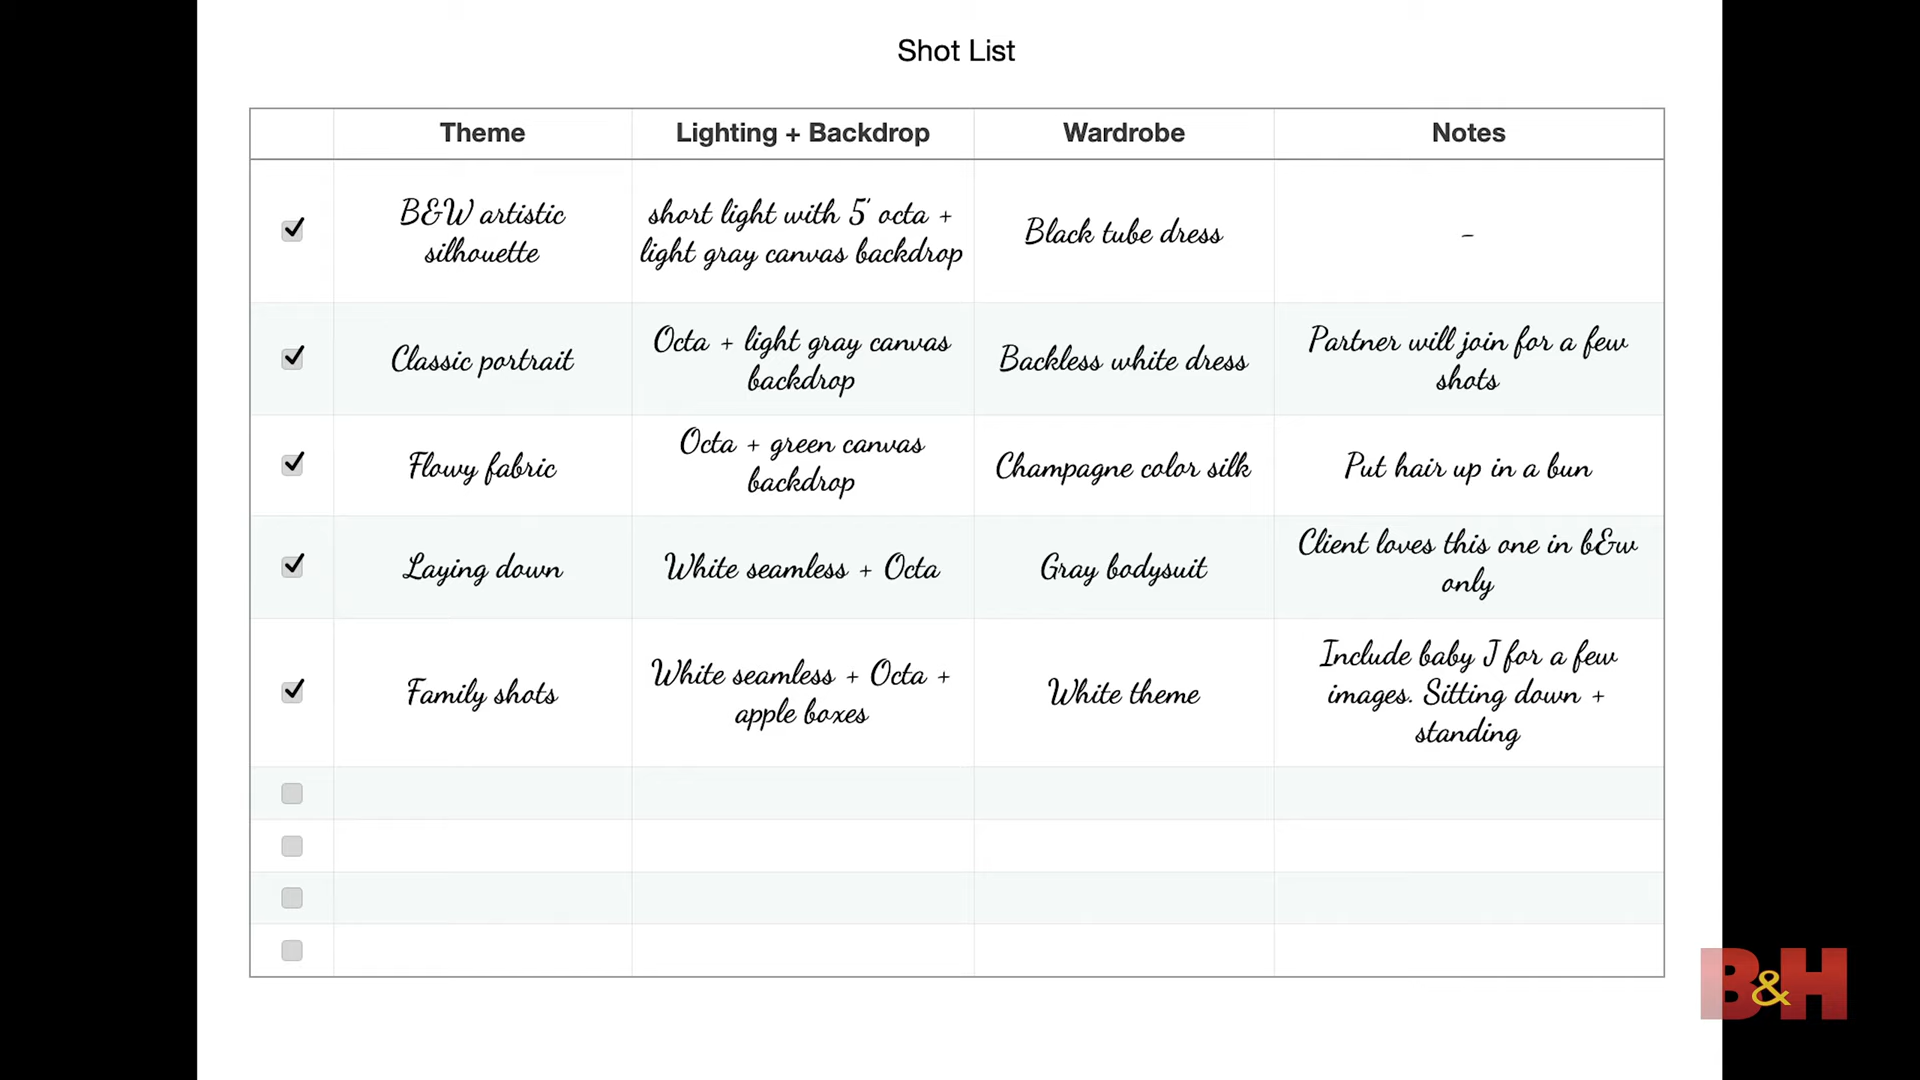 Shot List
Theme
Lighting + Backdrop
Wardrobe
Notes
B&W artistic
silhouette
short light with 5' octa +
light gray canvas backdrop
Black tube dress
-
Classic portrait
Octa + light gray canvas
backdrop
Backless white dress
Partner will join for a few
shots
Flowy fabric
Octa + green canvas
backdrop
Champagne color silk
Put hair up in a bun
Laying down
White seamless + Octa
Gray bodysuit
Client loves this one in b&w
only
Family shots
White seamless + Octa +
apple boxes
White theme
Include baby J for a few
images. Sitting down +
standing
B&H